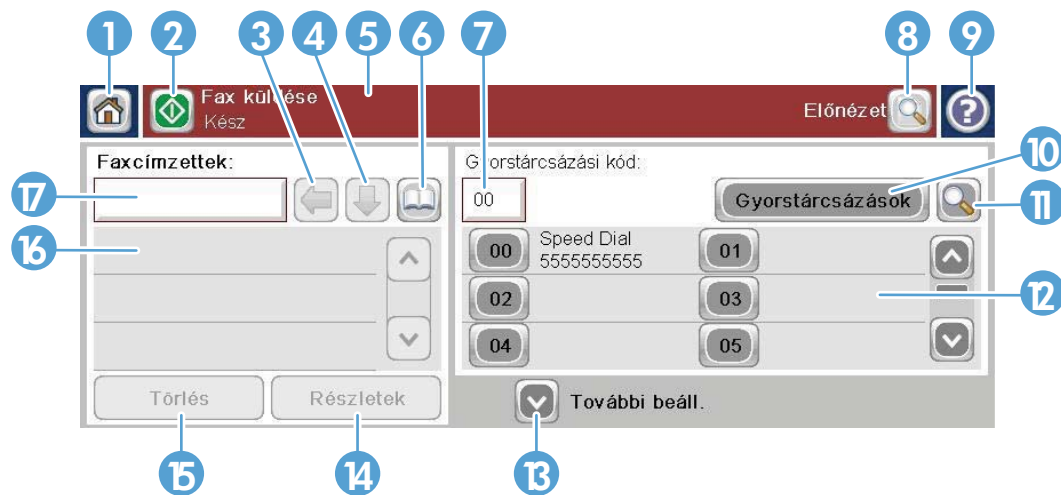 1 2 3 4 5 6 7 8 9
Fax küldése
Kész
Előnézet
Faxcímzettek:
Gyorstárcsázási kód:
10
17
00
Gyorstárcsázások
11
16
00 Speed Dial 01
5555555555
02 03
12
04 05
Törlés Részletek
További beáll.
15 14 13